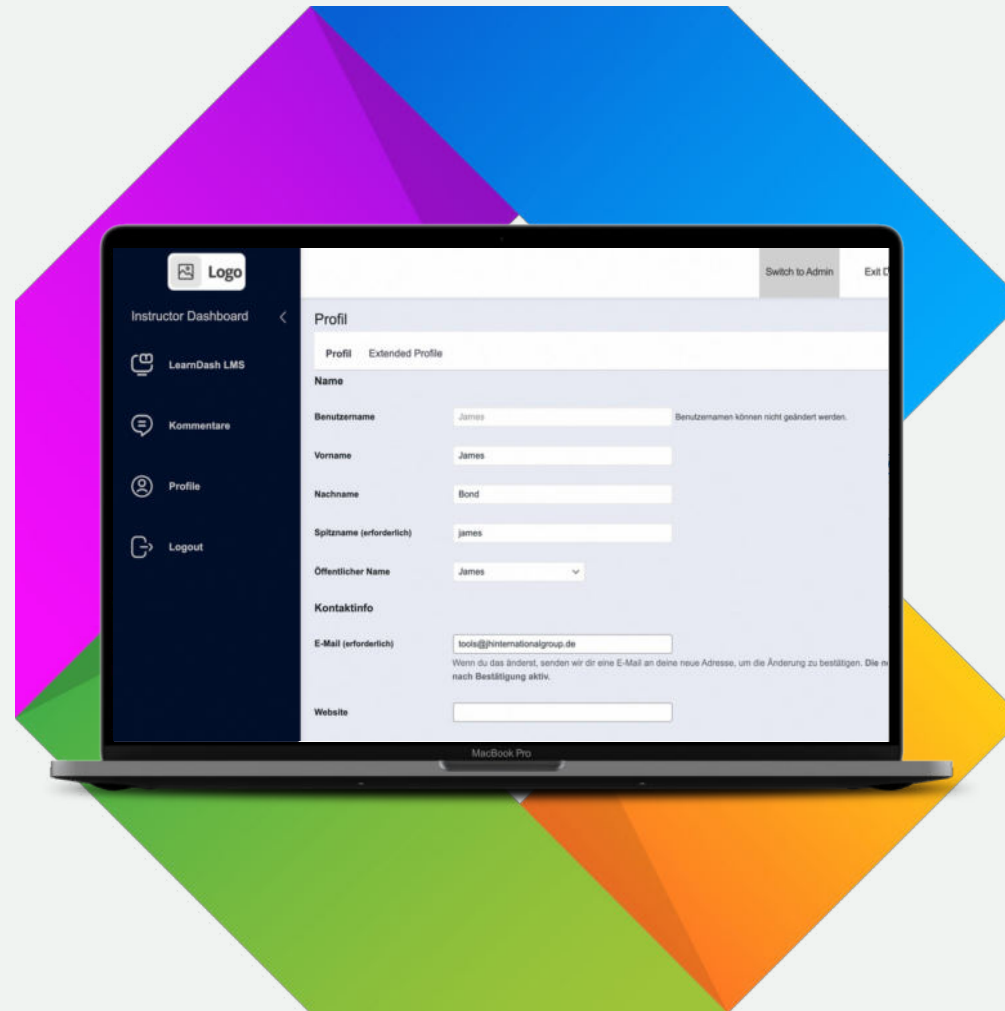 Logo
Switch to Admin
Exit D
Instructor Dashboard
Profil
LearnDash LMS
Profil Extended Profile
Name
Kommentare
Benutzername James Benutzernamen können nicht geändert werden.
Vorname James
Profile
Nachname Bond
Spitzname (erforderlich) james
Logout
Öffentlicher Name James
Kontaktinfo
E-Mail (erforderlich) tools@jhinternationalgroup.de
Wenn du das änderst, senden wir dir eine E-Mail an deine neue Adresse, um die Änderung zu bestätigen. Die
nach Bestätigung aktiv.
Website
MacBook Pro